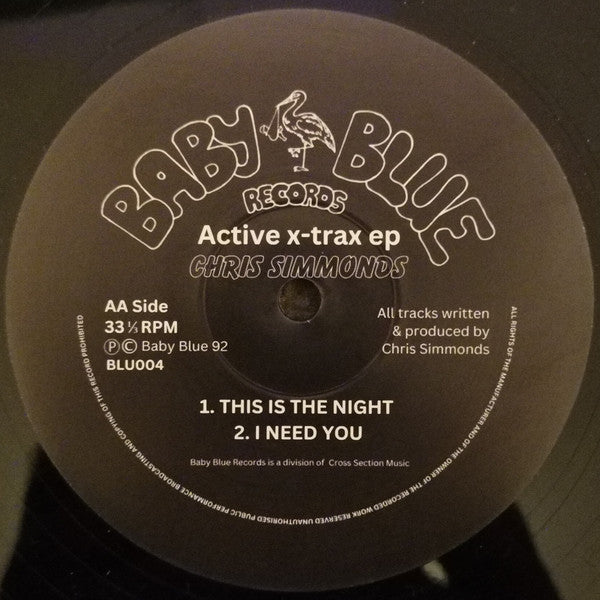 BABY BLUE
RECORDS
Active x-trax ep
CHRIS SIMMONDS
AA Side
33 ⅓ RPM
Ⓟ© Baby Blue 92
BLU004
All tracks written
& produced by
Chris Simmonds
1. THIS IS THE NIGHT
2. I NEED YOU
Baby Blue Records is a division of Cross Section Music
ALL RIGHTS OF THE MANUFACTURER AND OF THE OWNER OF THE RECORDED WORK RESERVED UNAUTHORISED PUBLIC PERFORMANCE BROADCASTING AND COPYING OF THIS RECORD PROHIBITED